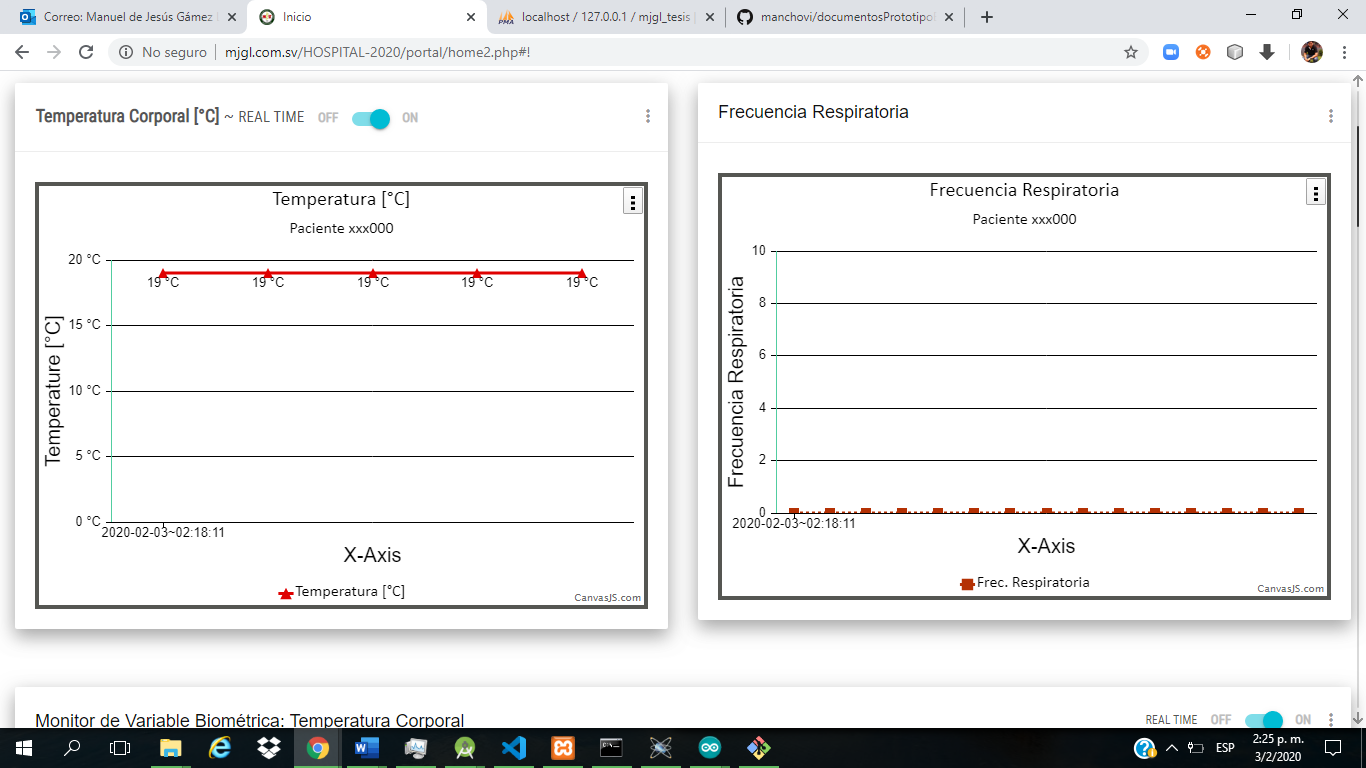 Correo: Manuel de Jesús Gámez
Inicio
localhost / 127.0.0.1 / mjgl_tesis
manchovi/documentosPrototipo
No seguro
mjgl.com.sv/HOSPITAL-2020/portal/home2.php#!
Temperatura Corporal [°C] ~ REAL TIME OFF ON
Temperatura [°C]
Paciente xxx000
20 °C
15 °C
10 °C
5 °C
0 °C
Temperature [°C]
19 °C 19 °C 19 °C 19 °C 19 °C
2020-02-03~02:18:11
X-Axis
Temperatura [°C]
CanvasJS.com
Frecuencia Respiratoria
Frecuencia Respiratoria
Paciente xxx000
10
8
6
4
2
0
Frecuencia Respiratoria
2020-02-03~02:18:11
X-Axis
Frec. Respiratoria
CanvasJS.com
Monitor de Variable Biométrica: Temperatura Corporal
REAL TIME OFF ON
ESP
2:25 p. m.
3/2/2020